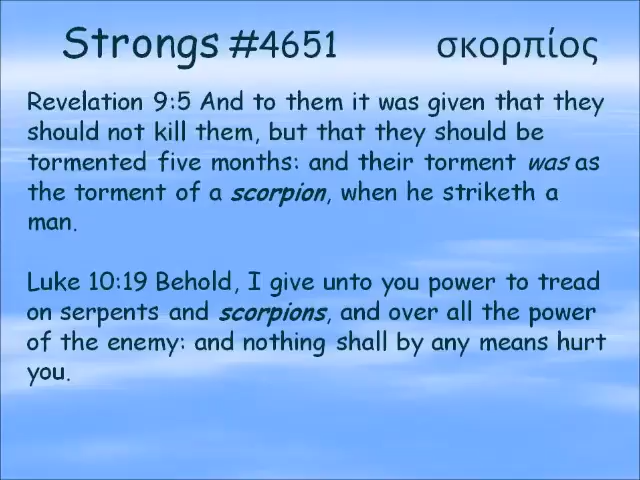 Strongs #4651 σκορπίος
Revelation 9:5 And to them it was given that they
should not kill them, but that they should be
tormented five months: and their torment was as
the torment of a scorpion, when he striketh a
man.
Luke 10:19 Behold, I give unto you power to tread
on serpents and scorpions, and over all the power
of the enemy: and nothing shall by any means hurt
you.